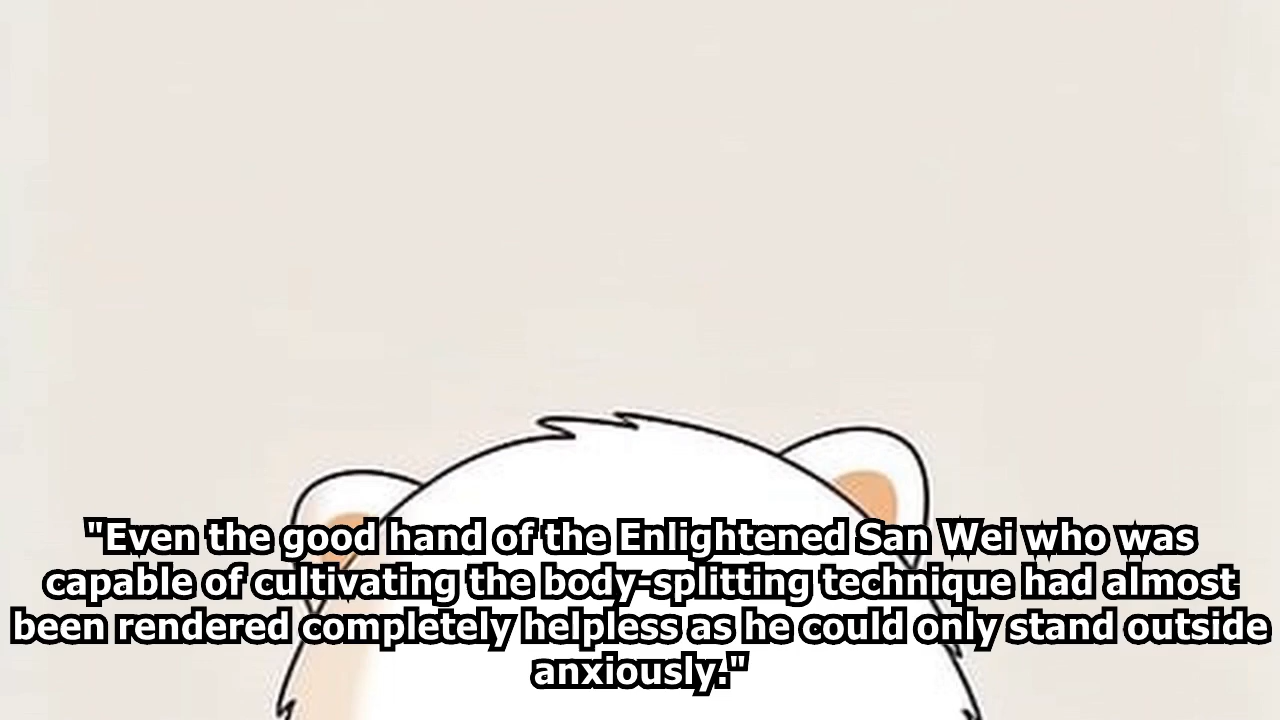 "Even the good hand of the Enlightened San Wei who was
capable of cultivating the body-splitting technique had almost
been rendered completely helpless as he could only stand outside
anxiously."